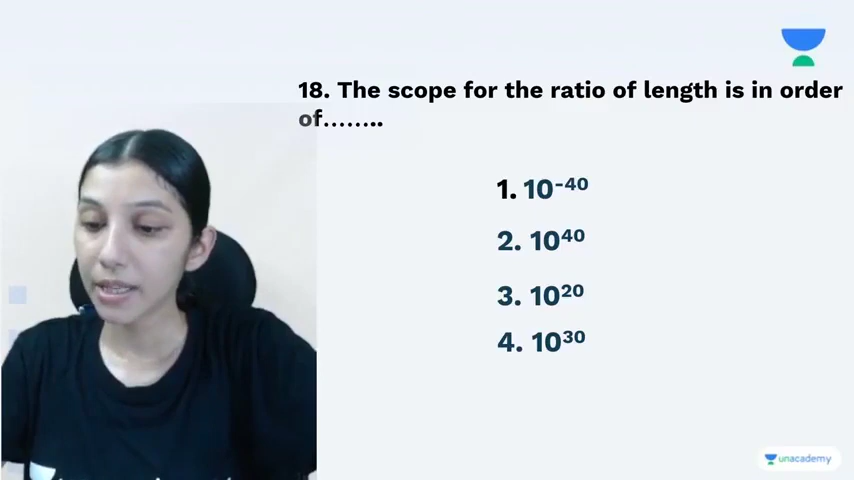 18. The scope for the ratio of length is in order
of……..
1. 10⁻⁴⁰
2. 10⁴⁰
3. 10²⁰
4. 10³⁰
unacademy